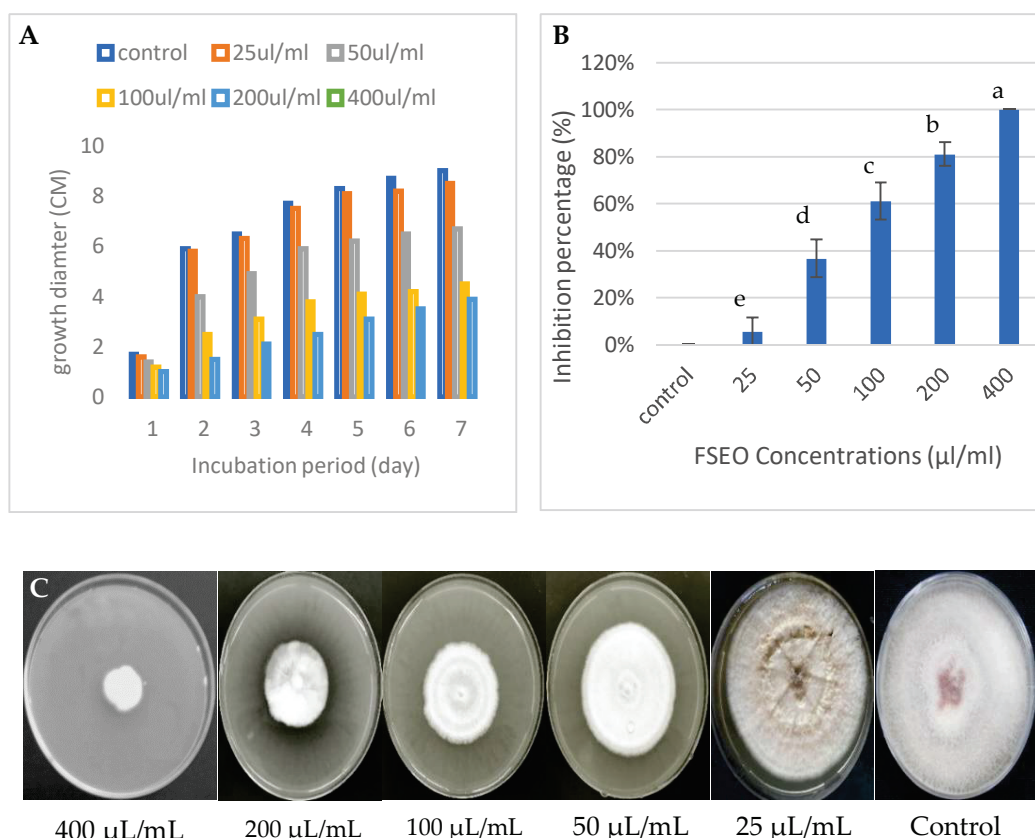 A
control 25ul/ml 50ul/ml
100ul/ml 200ul/ml 400ul/ml
growth diamter (CM)
10
8
6
4
2
0
1 2 3 4 5 6 7
Incubation period (day)
B
Inhibition percentage (%)
120%
100%
80%
60%
40%
20%
0%
a
b
c
d
e
control 25 50 100 200 400
FSEO Concentrations (µl/ml)
C
400 µL/mL 200 µL/mL 100 µL/mL 50 µL/mL 25 µL/mL Control